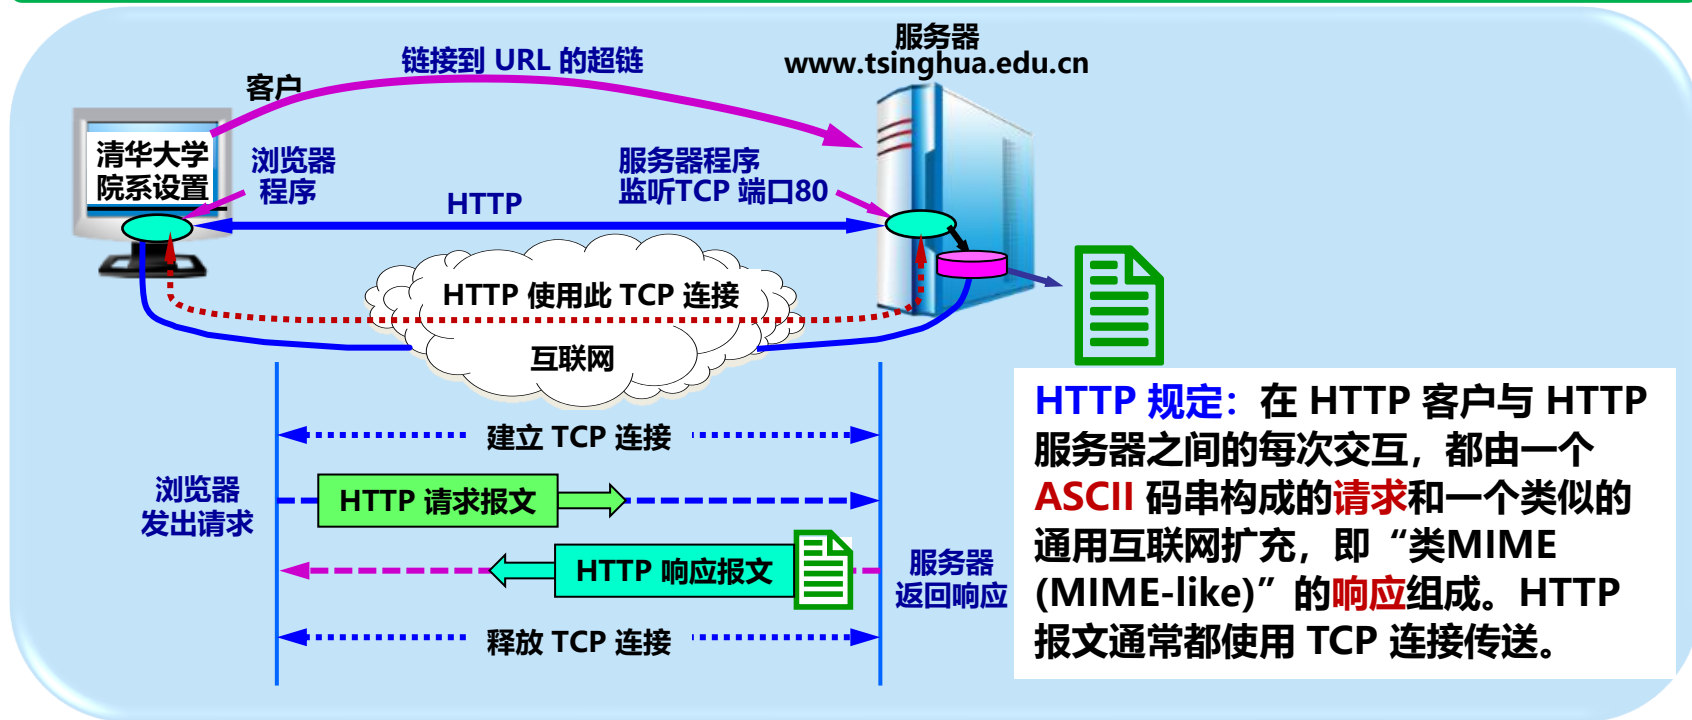 服务器
www.tsinghua.edu.cn
链接到 URL 的超链
客户
清华大学
院系设置
浏览器
程序
服务器程序
监听TCP 端口80
HTTP
HTTP 使用此 TCP 连接
互联网
建立 TCP 连接
浏览器
发出请求
HTTP 请求报文
HTTP 响应报文
服务器
返回响应
释放 TCP 连接
HTTP 规定：在 HTTP 客户与 HTTP
服务器之间的每次交互，都由一个
ASCII 码串构成的请求和一个类似的
通用互联网扩充，即“类MIME
(MIME-like)”的响应组成。HTTP
报文通常都使用 TCP 连接传送。